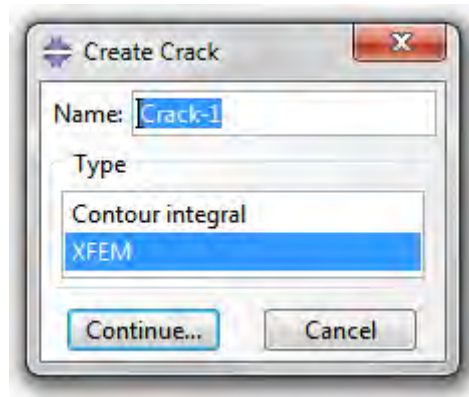 Create Crack
Name: Crack-1
Type
Contour integral
XFEM
Continue... Cancel